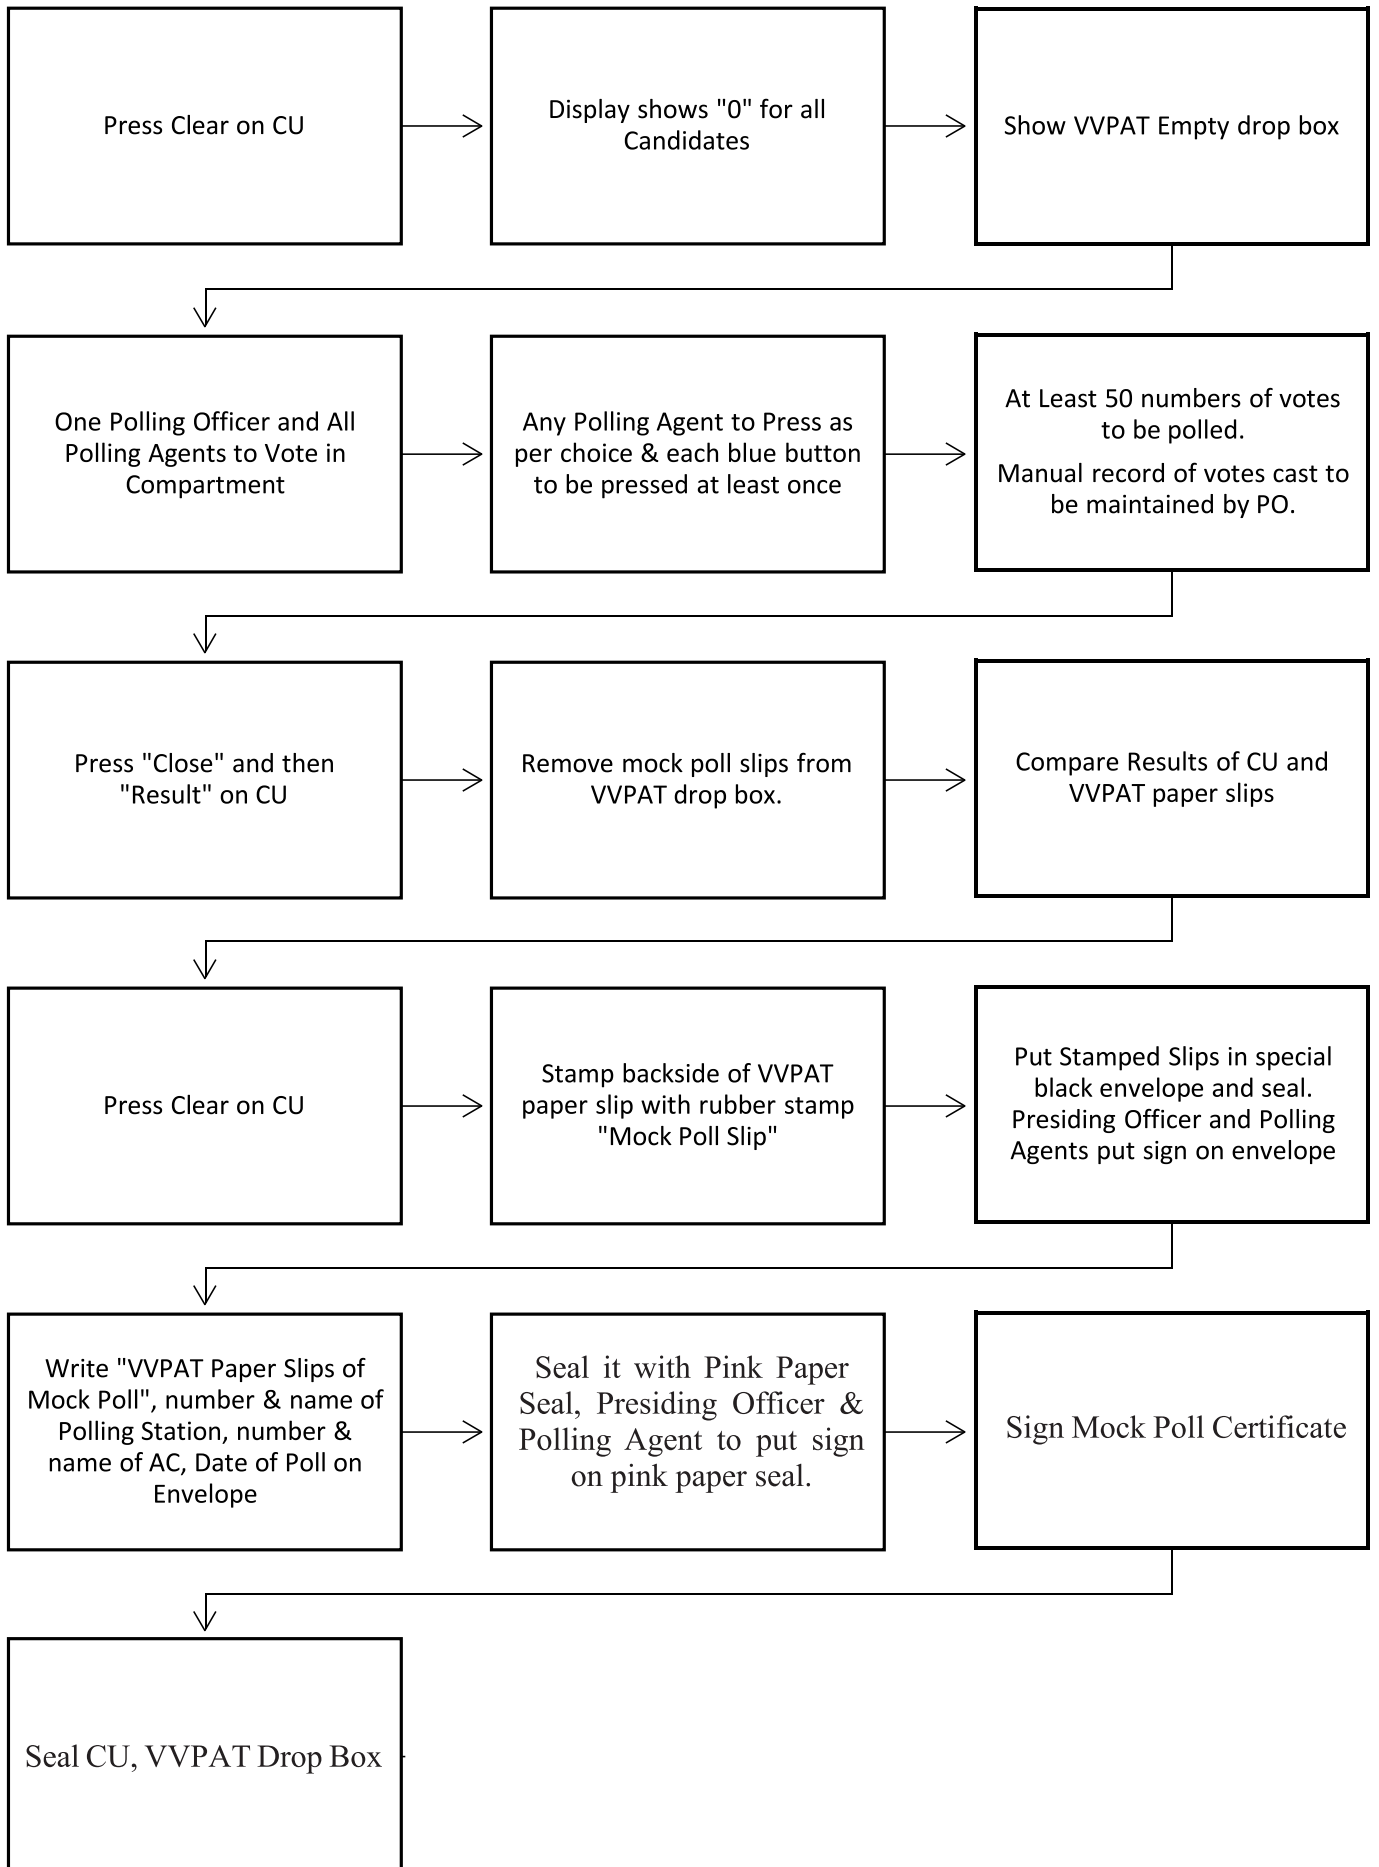 Press Clear on CU
Display shows "0" for all
Candidates
Show VVPAT Empty drop box
One Polling Officer and All
Polling Agents to Vote in
Compartment
Any Polling Agent to Press as
per choice & each blue button
to be pressed at least once
At Least 50 numbers of votes
to be polled.
Manual record of votes cast to
be maintained by PO.
Press "Close" and then
"Result" on CU
Remove mock poll slips from
VVPAT drop box.
Compare Results of CU and
VVPAT paper slips
Press Clear on CU
Stamp backside of VVPAT
paper slip with rubber stamp
"Mock Poll Slip"
Put Stamped Slips in special
black envelope and seal.
Presiding Officer and Polling
Agents put sign on envelope
Write "VVPAT Paper Slips of
Mock Poll", number & name of
Polling Station, number &
name of AC, Date of Poll on
Envelope
Seal it with Pink Paper
Seal, Presiding Officer &
Polling Agent to put sign
on pink paper seal.
Sign Mock Poll Certificate
Seal CU, VVPAT Drop Box